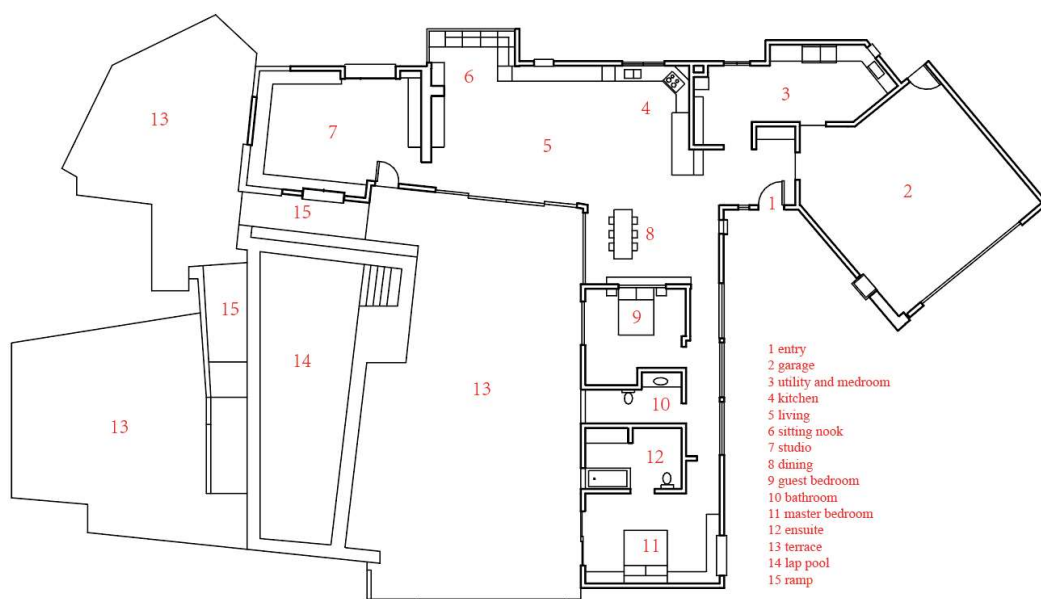 6
13
3
4
7
5
2
15
1
8
15
9
14
13
10
13
12
11
1 entry
2 garage
3 utility and medroom
4 kitchen
5 living
6 sitting nook
7 studio
8 dining
9 guest bedroom
10 bathroom
11 master bedroom
12 ensuite
13 terrace
14 lap pool
15 ramp